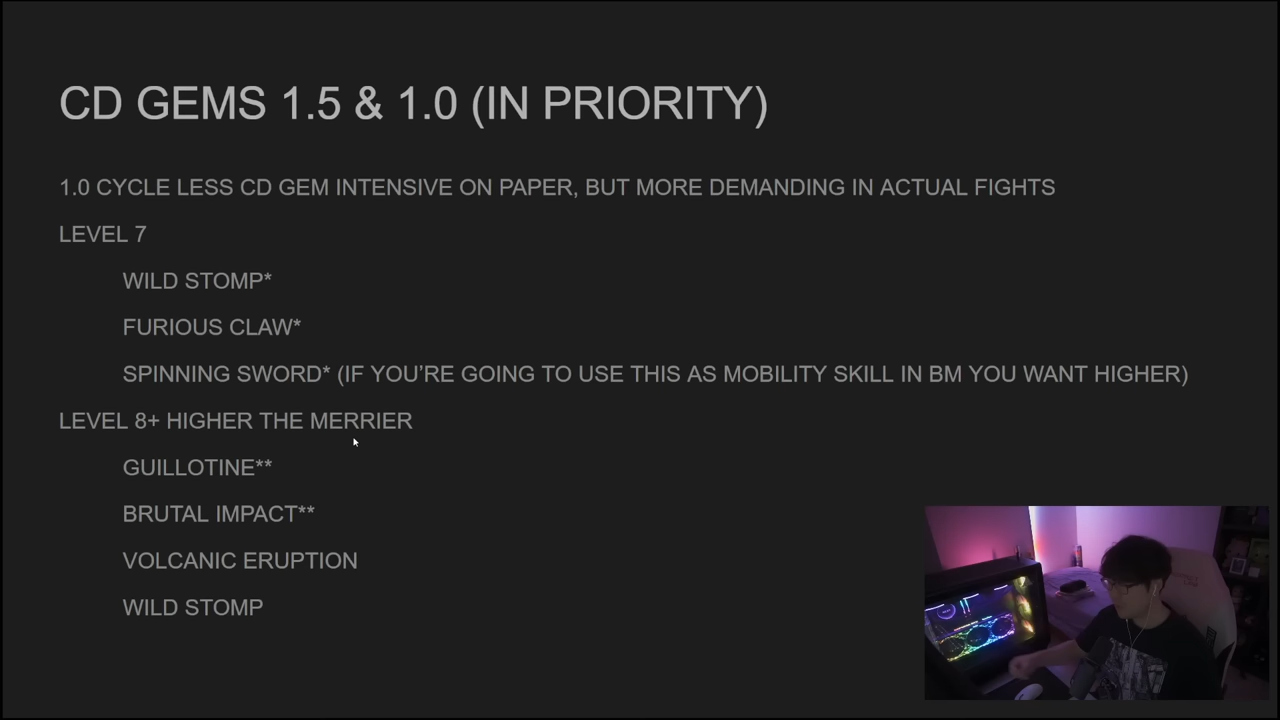 CD GEMS 1.5 & 1.0 (IN PRIORITY)
1.0 CYCLE LESS CD GEM INTENSIVE ON PAPER, BUT MORE DEMANDING IN ACTUAL FIGHTS
LEVEL 7
WILD STOMP*
FURIOUS CLAW*
SPINNING SWORD* (IF YOU’RE GOING TO USE THIS AS MOBILITY SKILL IN BM YOU WANT HIGHER)
LEVEL 8+ HIGHER THE MERRIER
GUILLOTINE**
BRUTAL IMPACT**
VOLCANIC ERUPTION
WILD STOMP